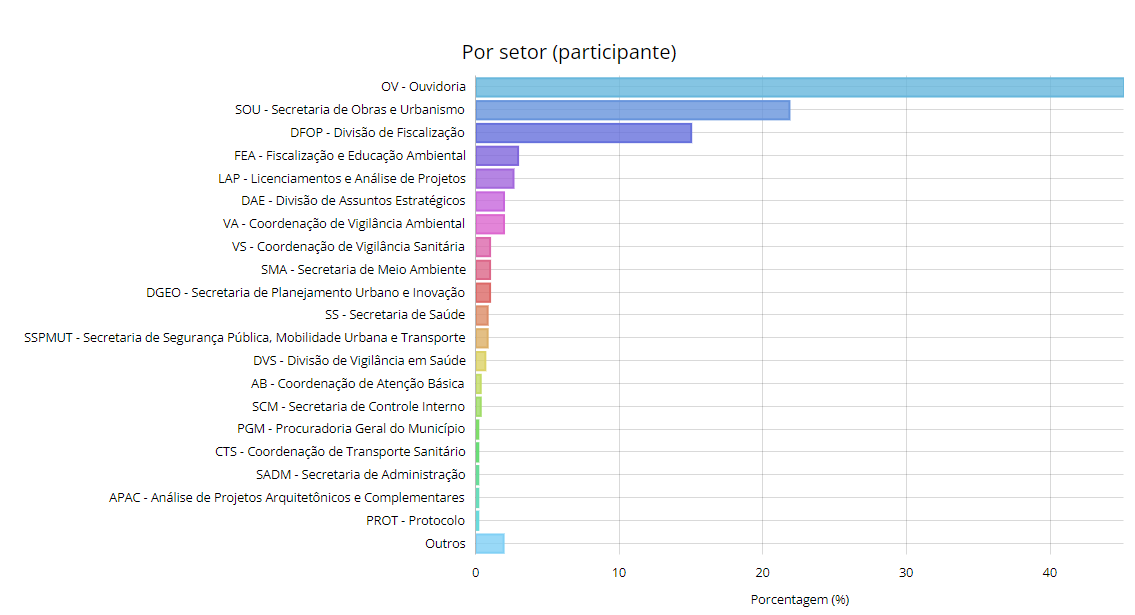 Por setor (participante)
OV - Ouvidoria
SOU - Secretaria de Obras e Urbanismo
DFOP - Divisão de Fiscalização
FEA - Fiscalização e Educação Ambiental
LAP - Licenciamentos e Análise de Projetos
DAE - Divisão de Assuntos Estratégicos
VA - Coordenação de Vigilância Ambiental
VS - Coordenação de Vigilância Sanitária
SMA - Secretaria de Meio Ambiente
DGEO - Secretaria de Planejamento Urbano e Inovação
SS - Secretaria de Saúde
SSPMUT - Secretaria de Segurança Pública, Mobilidade Urbana e Transporte
DVS - Divisão de Vigilância em Saúde
AB - Coordenação de Atenção Básica
SCM - Secretaria de Controle Interno
PGM - Procuradoria Geral do Município
CTS - Coordenação de Transporte Sanitário
SADM - Secretaria de Administração
APAC - Análise de Projetos Arquitetônicos e Complementares
PROT - Protocolo
Outros
0 10 20 30 40
Porcentagem (%)